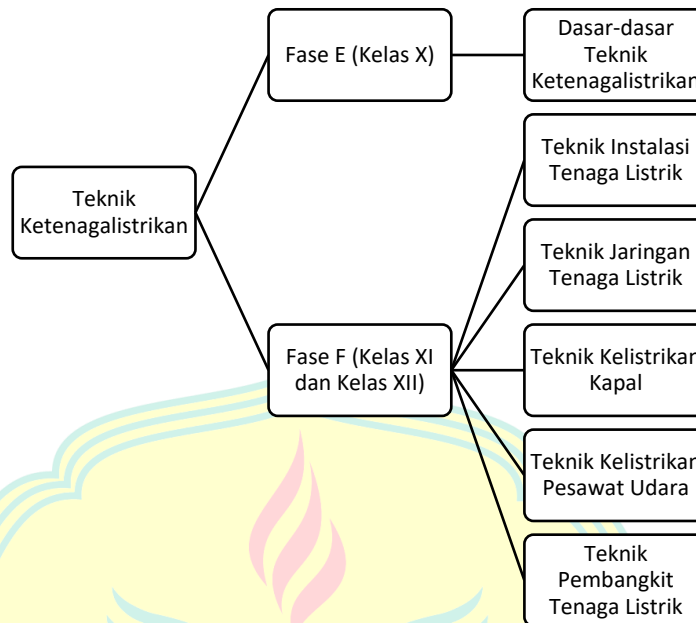 Teknik
Ketenagalistrikan
Fase E (Kelas X)
Dasar-dasar
Teknik
Ketenagalistrikan
Fase F (Kelas XI
dan Kelas XII)
Teknik Instalasi
Tenaga Listrik
Teknik Jaringan
Tenaga Listrik
Teknik Kelistrikan
Kapal
Teknik Kelistrikan
Pesawat Udara
Teknik
Pembangkit
Tenaga Listrik